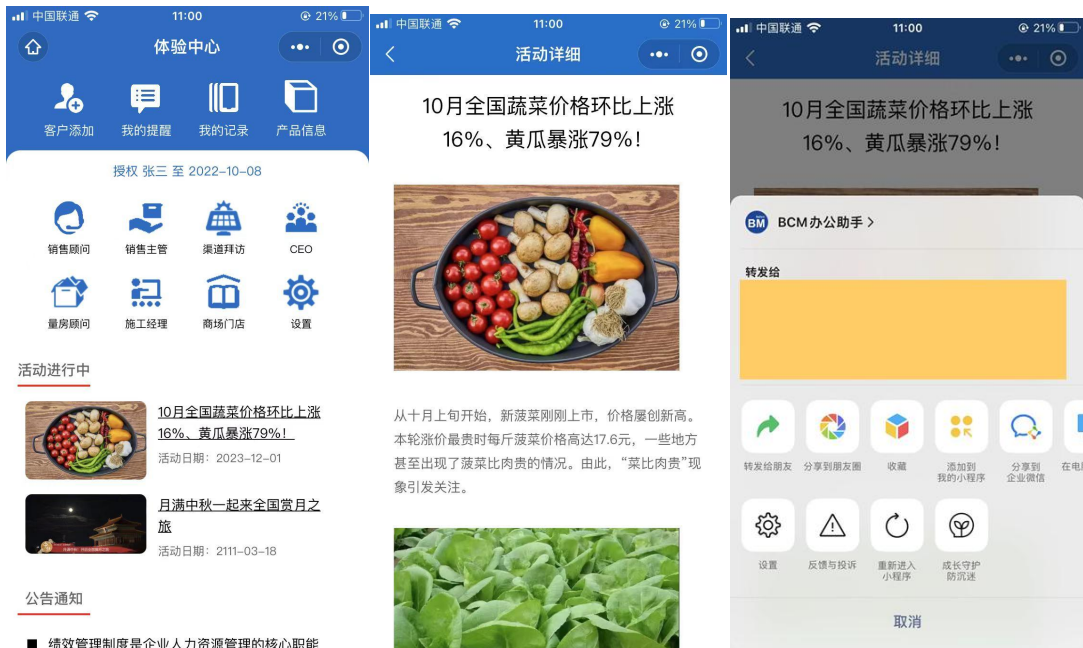 中国联通
11:00
21%
体验中心
客户添加
我的提醒
我的记录
产品信息
授权 张三 至 2022-10-08
销售顾问
销售主管
渠道拜访
CEO
量房顾问
施工经理
商场门店
设置
活动进行中
10月全国蔬菜价格环比上涨
16%、黄瓜暴涨79%!
活动日期：2023-12-01
月满中秋一起来全国赏月之
旅
活动日期：2111-03-18
公告通知
绩效管理制度是企业人力资源管理的核心职能
中国联通
11:00
21%
活动详细
10月全国蔬菜价格环比上涨
16%、黄瓜暴涨79%!
从十月上旬开始，新菠菜刚刚上市，价格屡创新高。
本轮涨价最贵时每斤菠菜价格高达17.6元，一些地方
甚至出现了菠菜比肉贵的情况。由此，“菜比肉贵”现
象引发关注。
中国联通
11:00
21%
活动详细
10月全国蔬菜价格环比上涨
16%、黄瓜暴涨79%!
BM
BCM办公助手
转发给
转发给朋友
分享到朋友圈
收藏
添加到
我的小程序
分享到
企业微信
在电
设置
反馈与投诉
重新进入
小程序
成长守护
防沉迷
取消